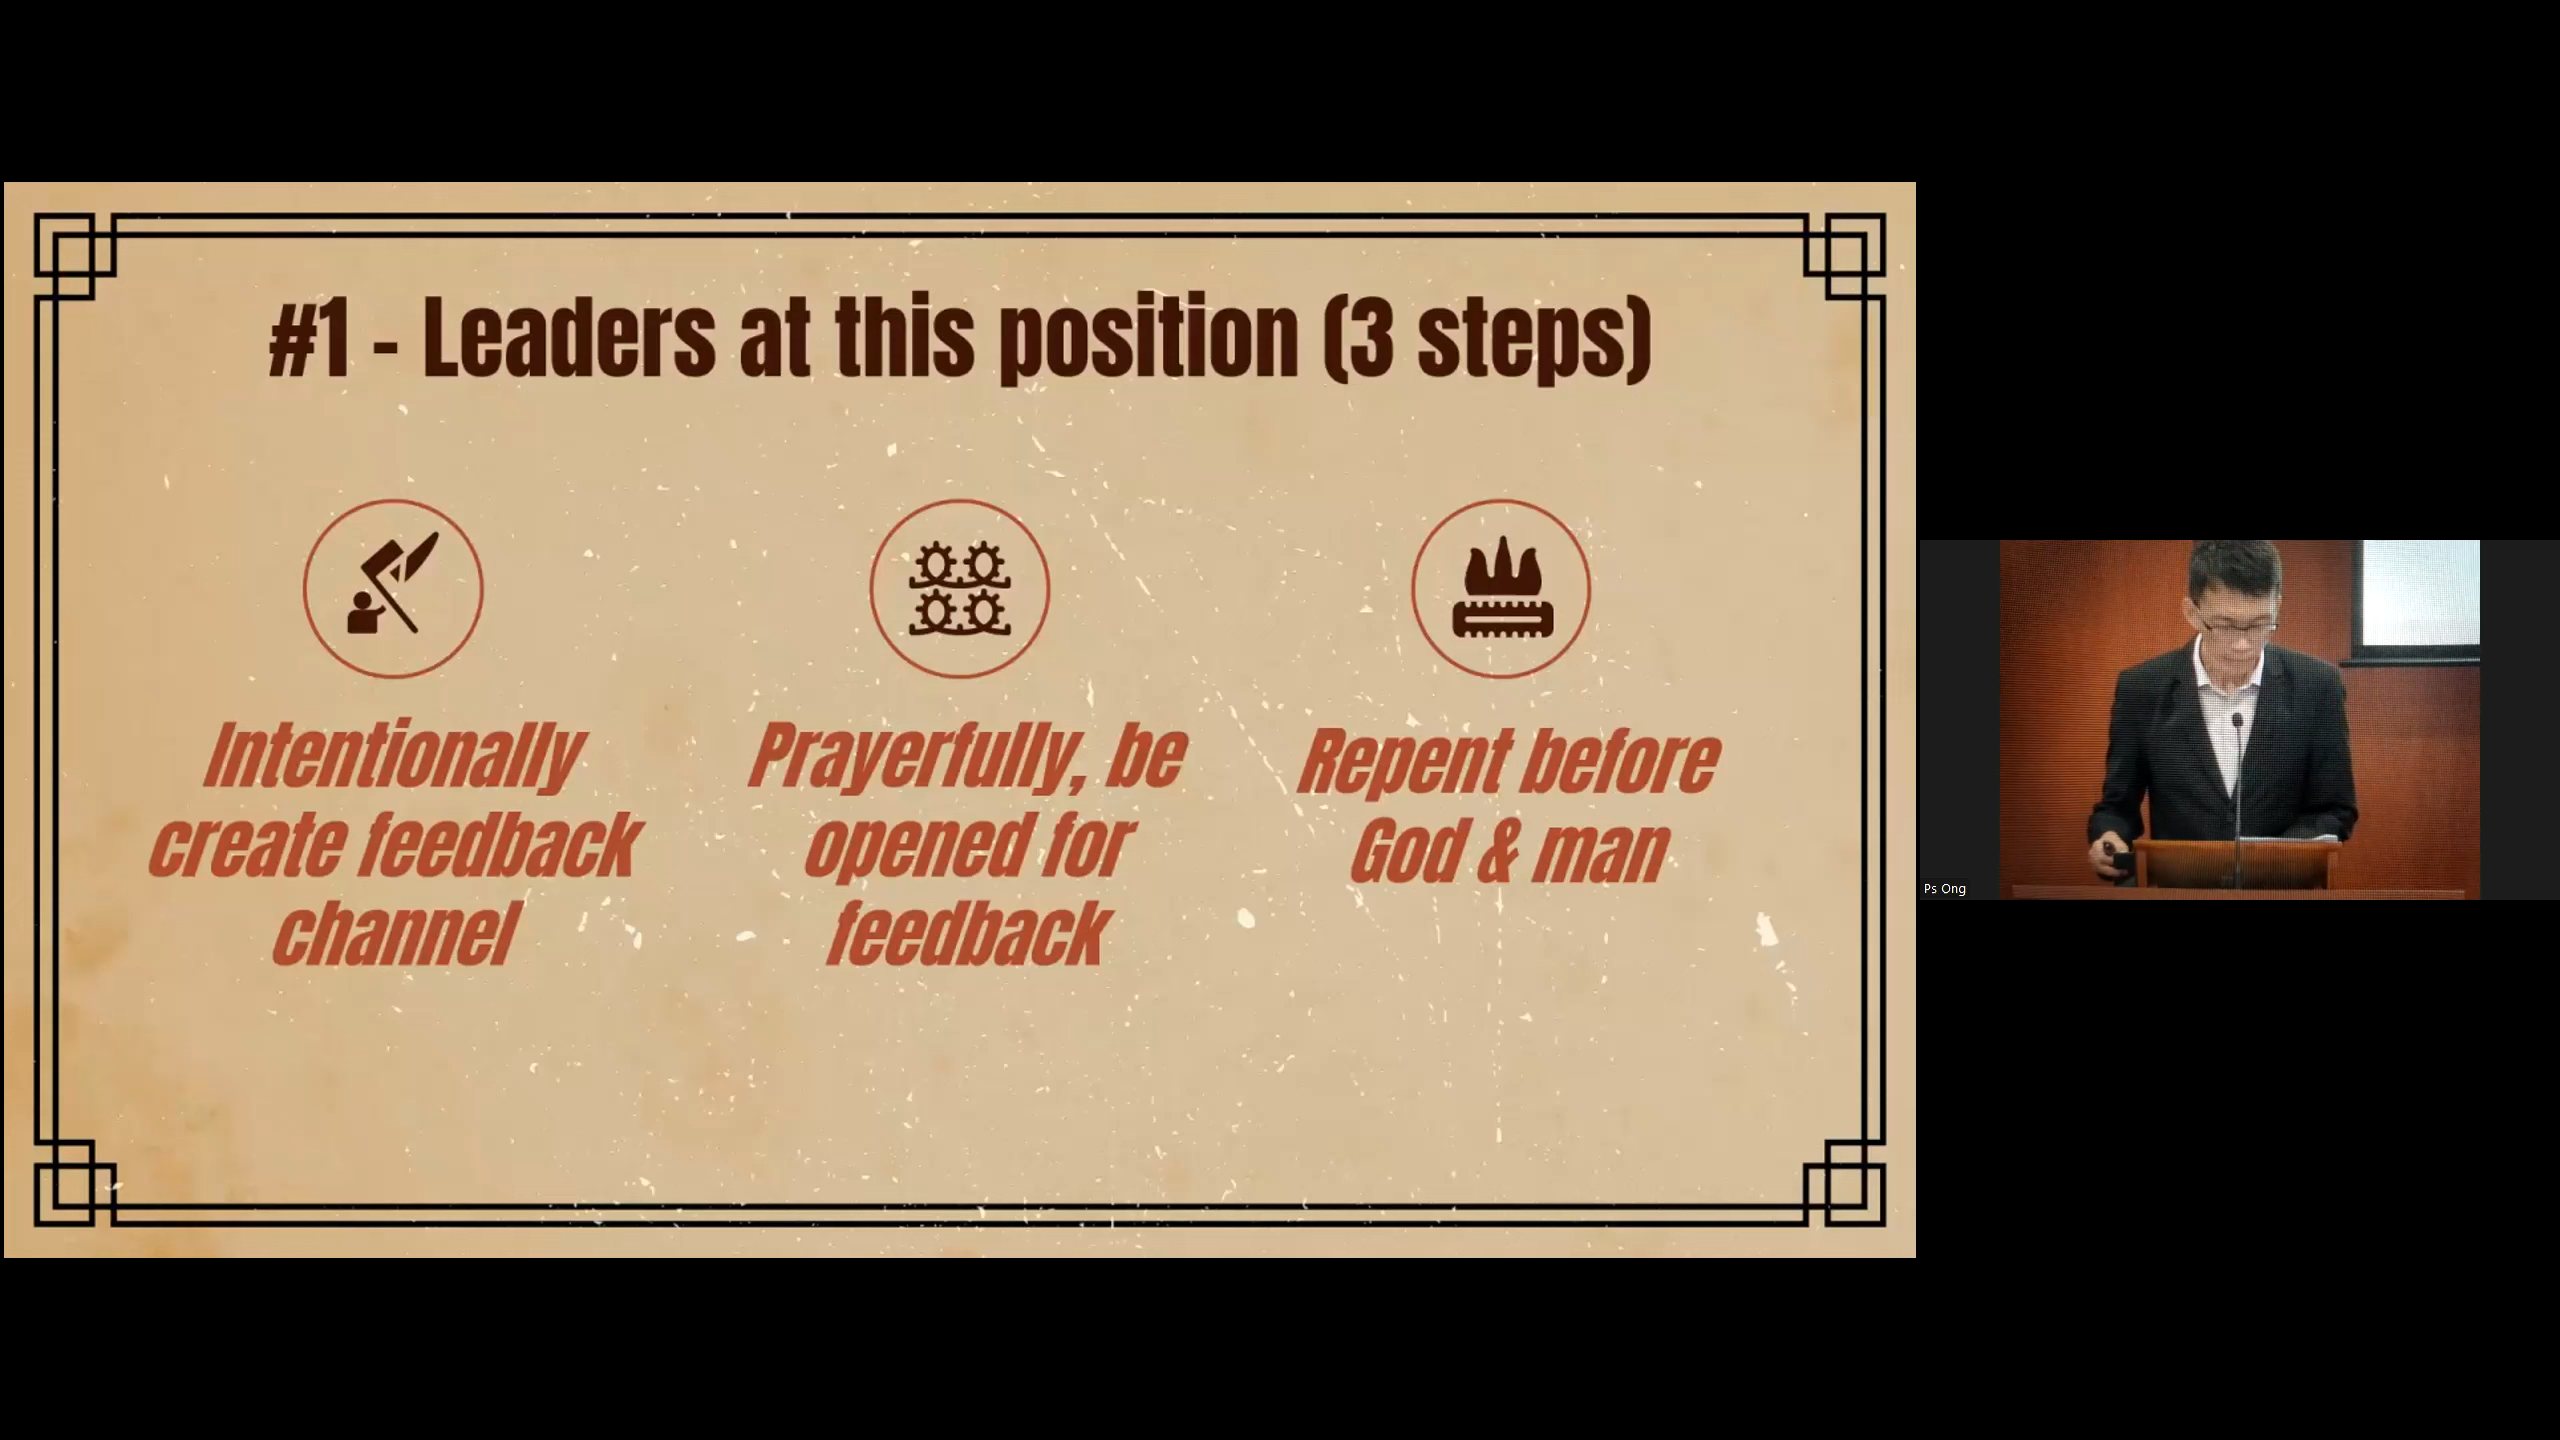 #1 - Leaders at this position (3 steps)
Intentionally
create feedback
channel
Prayerfully, be
opened for
feedback
Repent before
God & man
Ps Ong